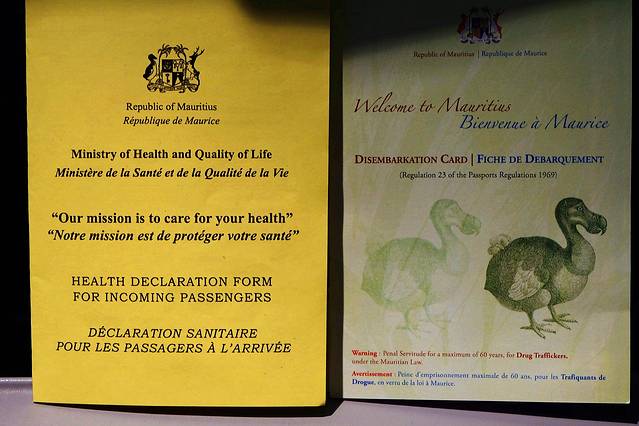 Republic of Mauritius
République de Maurice
Ministry of Health and Quality of Life
Ministère de la Santé et de la Qualité de la Vie
“Our mission is to care for your health”
“Notre mission est de protéger votre santé”
HEALTH DECLARATION FORM
FOR INCOMING PASSENGERS
DÉCLARATION SANITAIRE
POUR LES PASSAGERS À L’ARRIVÉE
Republic of Mauritius | Republique de Maurice
Welcome to Mauritius
Bienvenue à Maurice
DISEMBARKATION CARD | FICHE DE DEBARQUEMENT
(Regulation 23 of the Passports Regulations 1969)
Warning : Penal Servitude for a maximum of 60 years, for Drug Traffickers,
under the Mauritian Law.
Avertissement : Peine d'emprisonnement maximale de 60 ans, pour les Trafiquants de
Drogue, en vertu de la loi à Maurice.